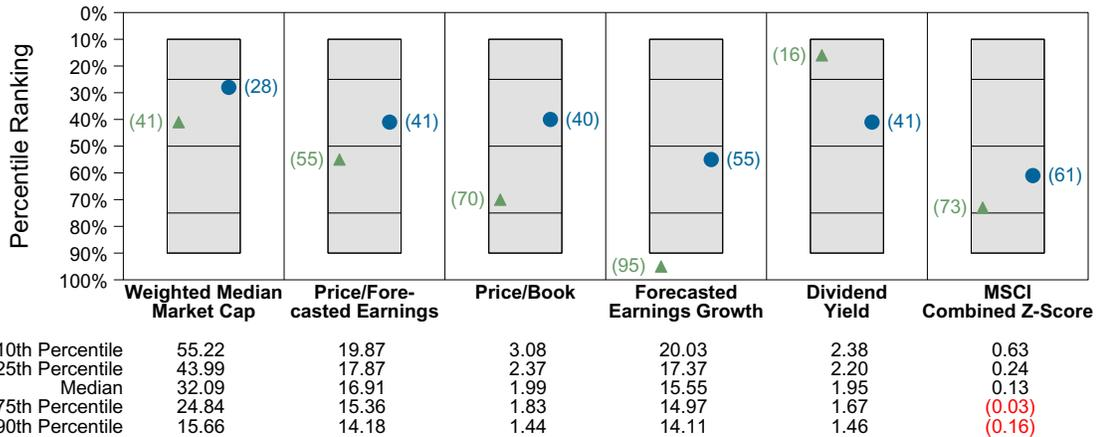 Percentile Ranking
0%
10%
20%
30%
40%
50%
60%
70%
80%
90%
100%
(28)
(41)
(41)
(55)
(40)
(70)
(55)
(95)
(41)
(16)
(61)
(73)
Weighted Median Market Cap
Price/Fore-casted Earnings
Price/Book
Forecasted Earnings Growth
Dividend Yield
MSCI Combined Z-Score
10th Percentile 55.22 19.87 3.08 20.03 2.38 0.63
25th Percentile 43.99 17.87 2.37 17.37 2.20 0.24
Median 32.09 16.91 1.99 15.55 1.95 0.13
75th Percentile 24.84 15.36 1.83 14.97 1.67 (0.03)
90th Percentile 15.66 14.18 1.44 14.11 1.46 (0.16)